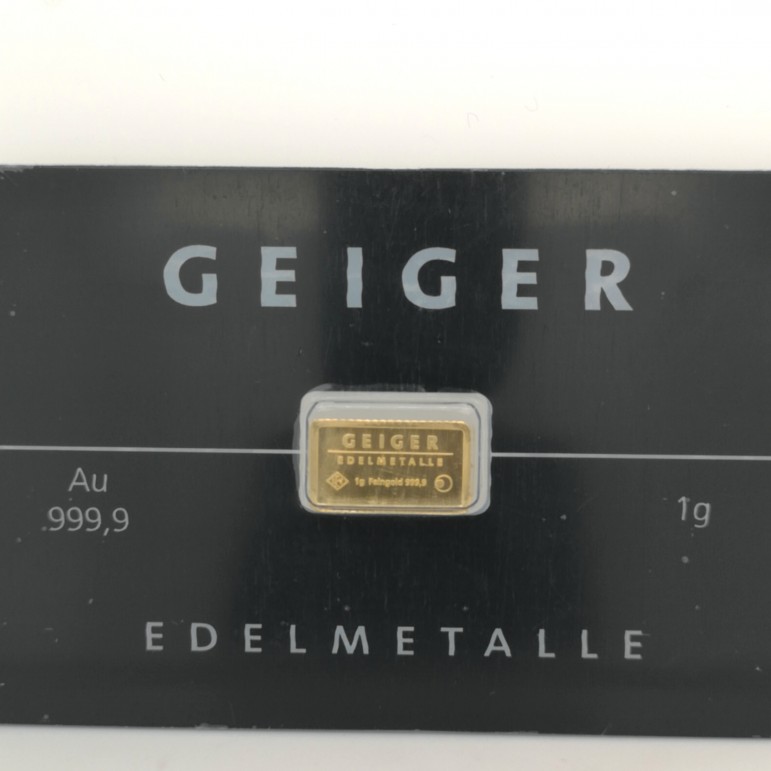 GEIGER
GEIGER
EDELMETALLE
1g Feingold 999,9
Au
999,9
1g
EDELMETALLE